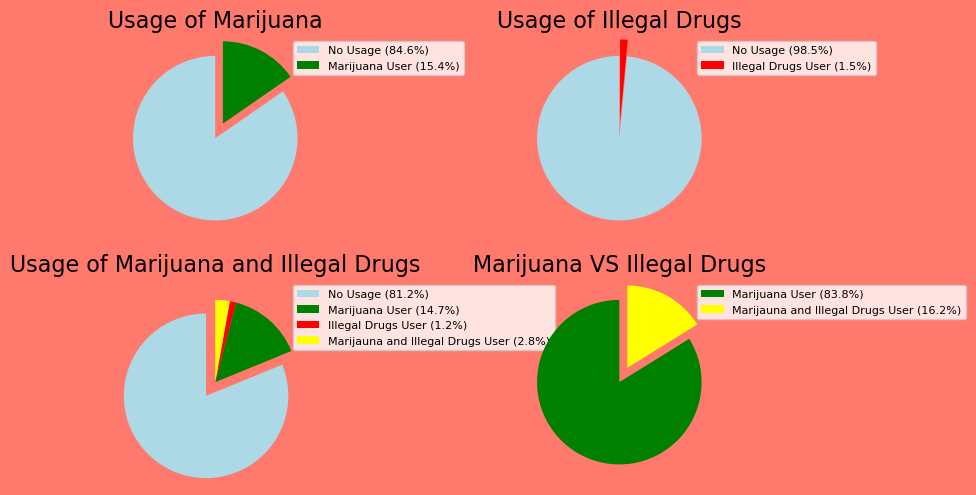 Usage of Marijuana
No Usage (84.6%)
Marijuana User (15.4%)
Usage of Illegal Drugs
No Usage (98.5%)
Illegal Drugs User (1.5%)
Usage of Marijuana and Illegal Drugs
No Usage (81.2%)
Marijuana User (14.7%)
Illegal Drugs User (1.2%)
Marijauna and Illegal Drugs User (2.8%)
Marijuana VS Illegal Drugs
Marijuana User (83.8%)
Marijauna and Illegal Drugs User (16.2%)